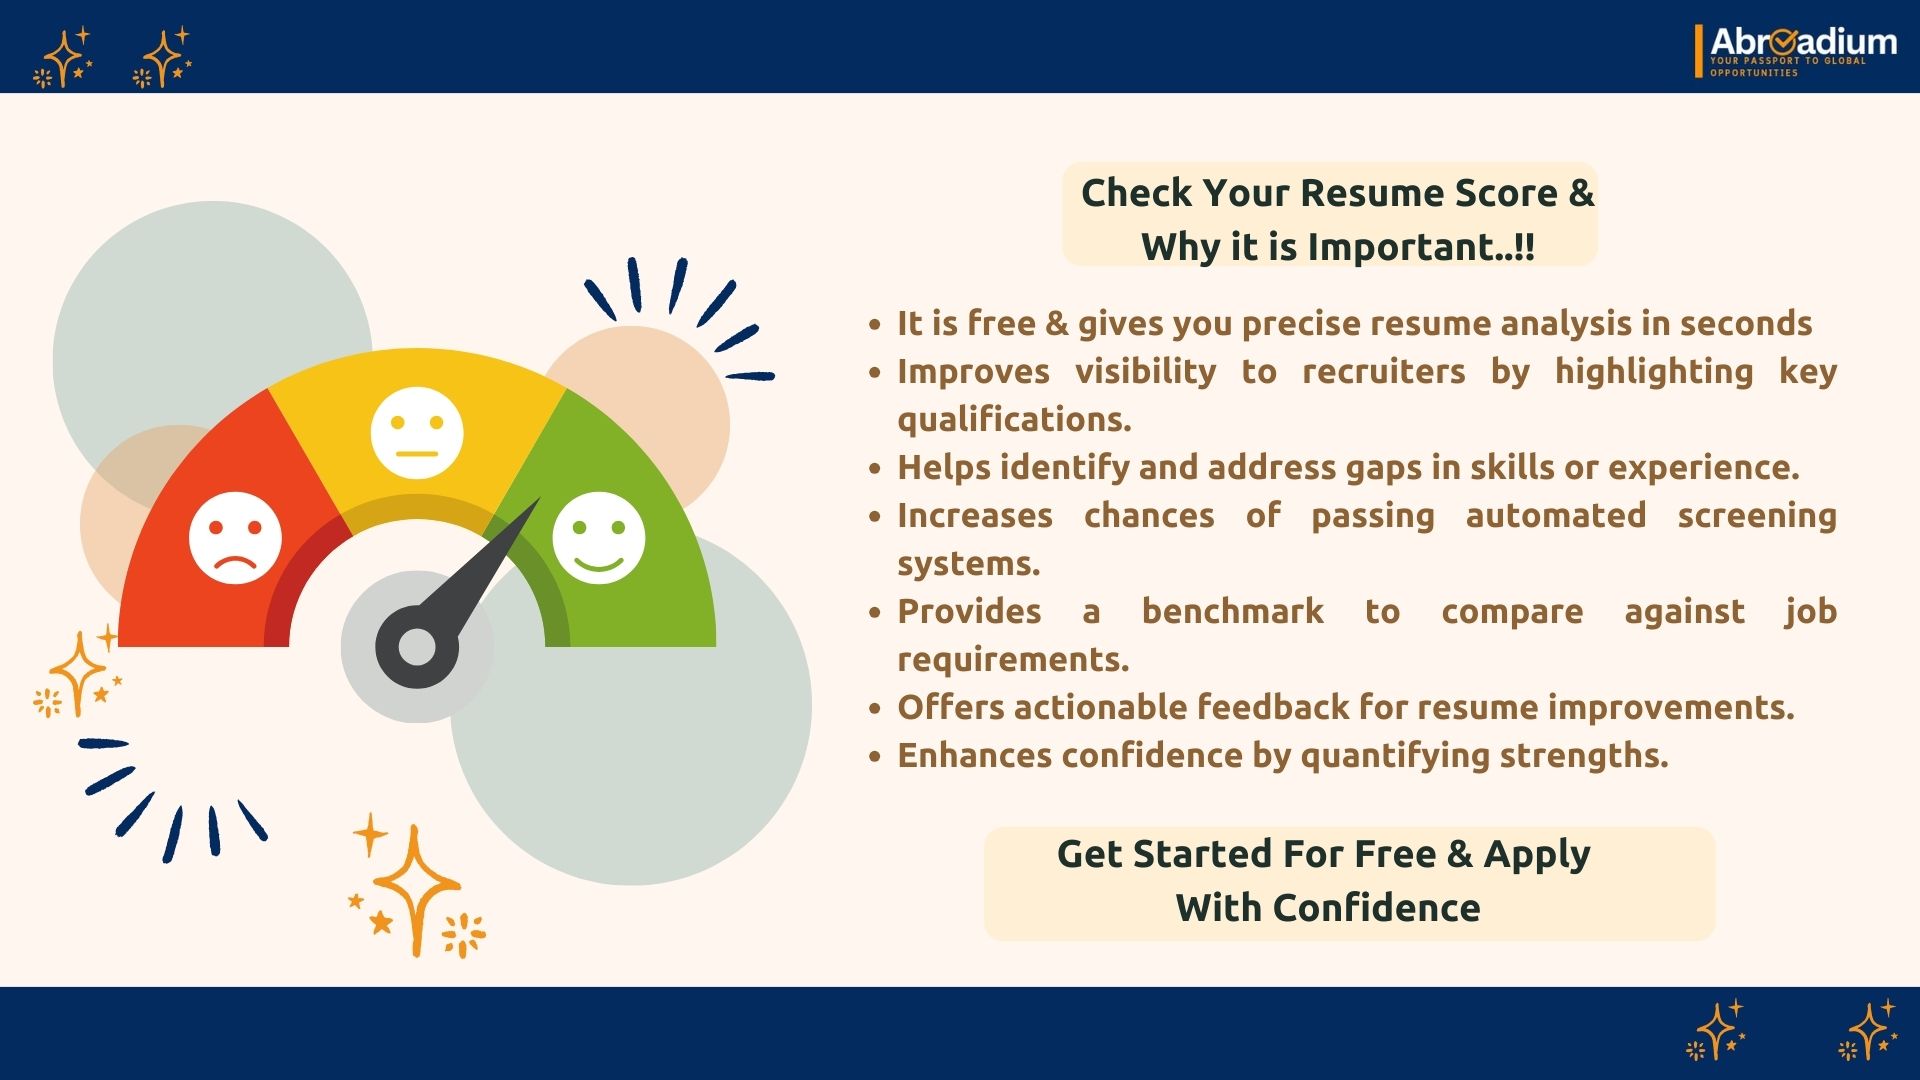 Abroadium
YOUR PASSPORT TO GLOBAL
OPPORTUNITIES
Check Your Resume Score &
Why it is Important..!!
• It is free & gives you precise resume analysis in seconds
• Improves visibility to recruiters by highlighting key
qualifications.
• Helps identify and address gaps in skills or experience.
• Increases chances of passing automated screening
systems.
• Provides a benchmark to compare against job
requirements.
• Offers actionable feedback for resume improvements.
• Enhances confidence by quantifying strengths.
Get Started For Free & Apply
With Confidence